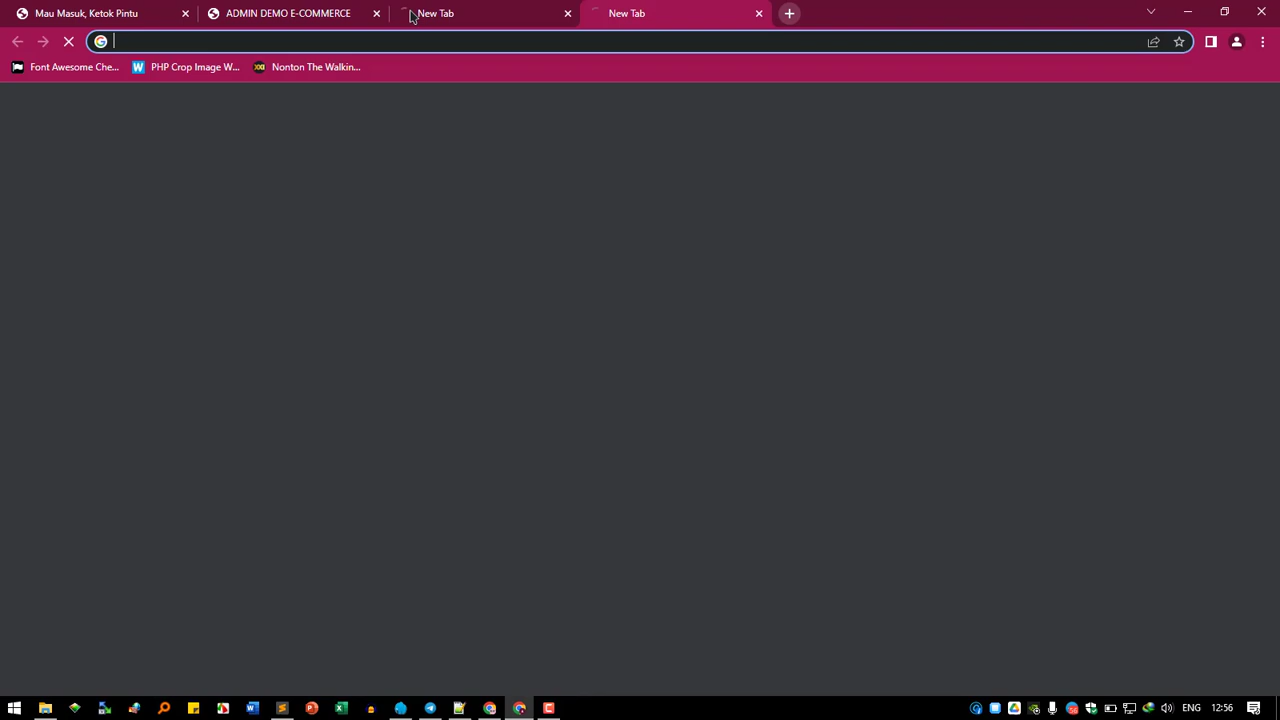 Mau Masuk, Ketok Pintu
ADMIN DEMO E-COMMERCE
New Tab
New Tab
Font Awesome Che...
PHP Crop Image W...
Nonton The Walkin...
ENG
12:56